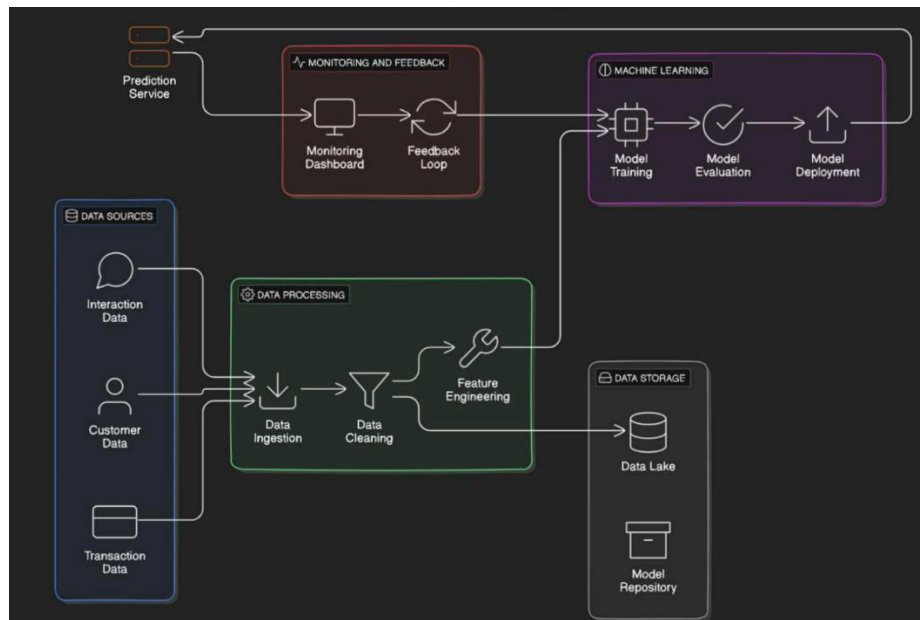 Prediction
Service
MONITORING AND FEEDBACK
Monitoring
Dashboard
Feedback
Loop
MACHINE LEARNING
Model
Training
Model
Evaluation
Model
Deployment
DATA SOURCES
Interaction
Data
Customer
Data
Transaction
Data
DATA PROCESSING
Data
Ingestion
Data
Cleaning
Feature
Engineering
DATA STORAGE
Data Lake
Model
Repository